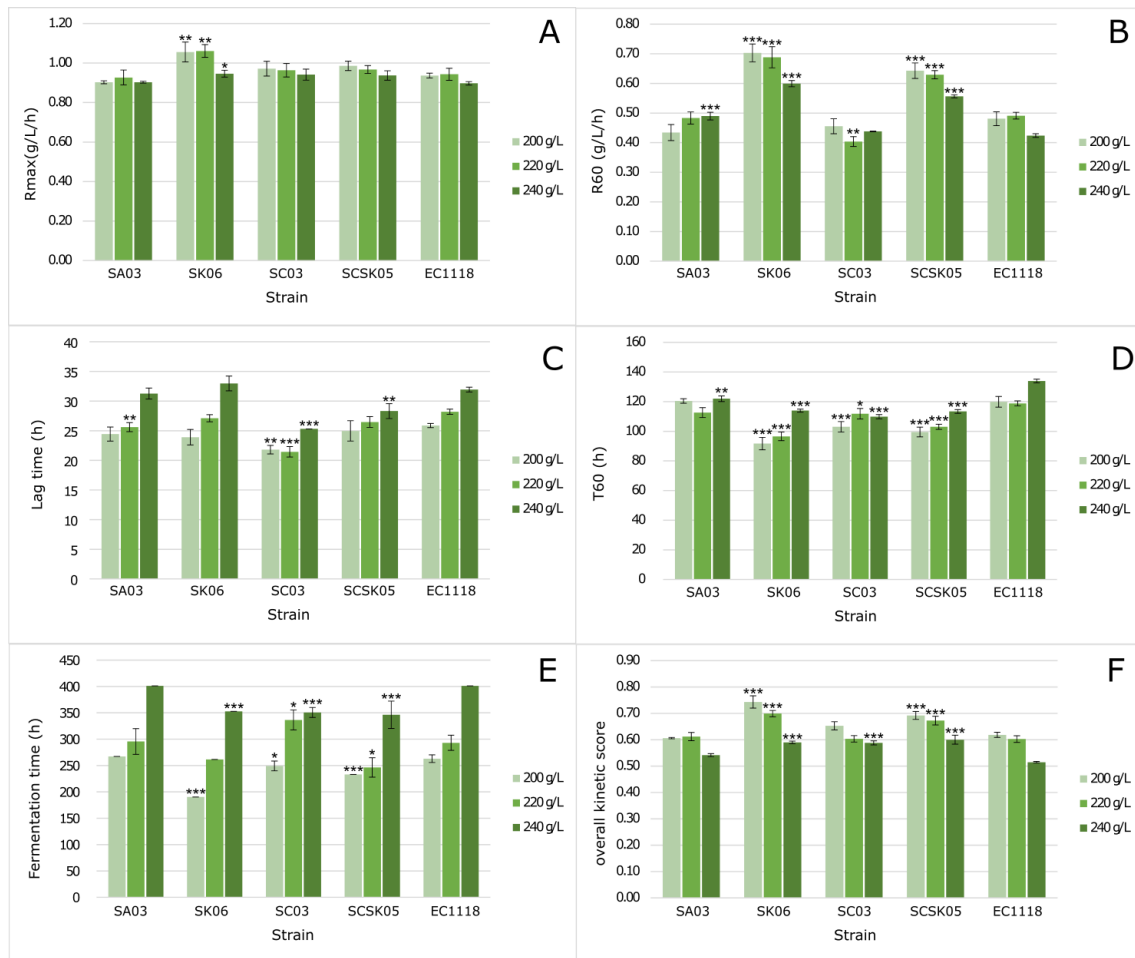 A
Rmax(g/L/h)
1.20
1.00
0.80
0.60
0.40
0.20
0.00
** ** *
SA03 SK06 SC03 SCSK05 EC1118
Strain
200 g/L
220 g/L
240 g/L
B
R60 (g/L/h)
0.80
0.70
0.60
0.50
0.40
0.30
0.20
0.10
0.00
*** *** *** *** ** *** *** ***
SA03 SK06 SC03 SCSK05 EC1118
Strain
200 g/L
220 g/L
240 g/L
C
Lag time (h)
40
35
30
25
20
15
10
5
0
** ** *** *** **
SA03 SK06 SC03 SCSK05 EC1118
Strain
200 g/L
220 g/L
240 g/L
D
T60 (h)
160
140
120
100
80
60
40
20
0
** *** *** *** *** * *** *** *** ***
SA03 SK06 SC03 SCSK05 EC1118
Strain
200 g/L
220 g/L
240 g/L
E
Fermentation time (h)
450
400
350
300
250
200
150
100
50
0
*** *** * * *** *** * ***
SA03 SK06 SC03 SCSK05 EC1118
Strain
200 g/L
220 g/L
240 g/L
F
overall kinetic score
0.90
0.80
0.70
0.60
0.50
0.40
0.30
0.20
0.10
0.00
*** *** *** *** *** *** ***
SA03 SK06 SC03 SCSK05 EC1118
Strain
200 g/L
220 g/L
240 g/L